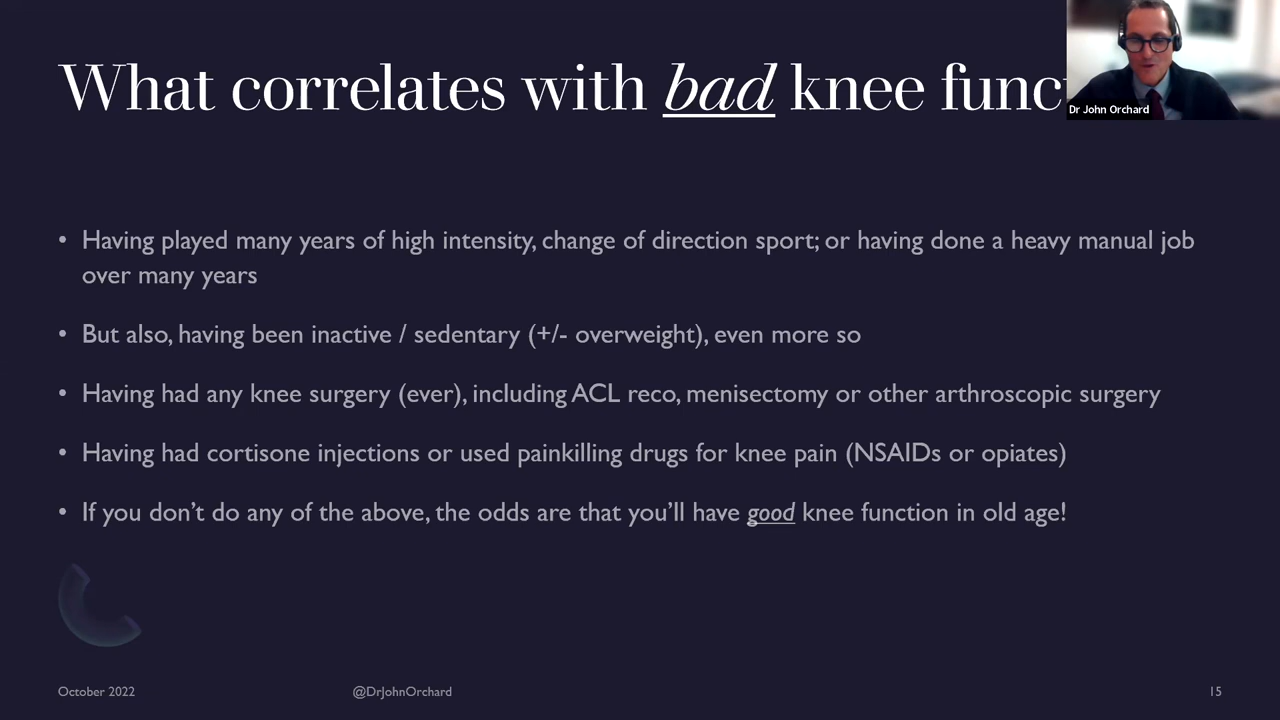 What correlates with bad knee func
Dr John Orchard
• Having played many years of high intensity, change of direction sport; or having done a heavy manual job
over many years
• But also, having been inactive / sedentary (+/- overweight), even more so
• Having had any knee surgery (ever), including ACL reco, menisectomy or other arthroscopic surgery
• Having had cortisone injections or used painkilling drugs for knee pain (NSAIDs or opiates)
• If you don’t do any of the above, the odds are that you’ll have good knee function in old age!
October 2022
@DrJohnOrchard
15